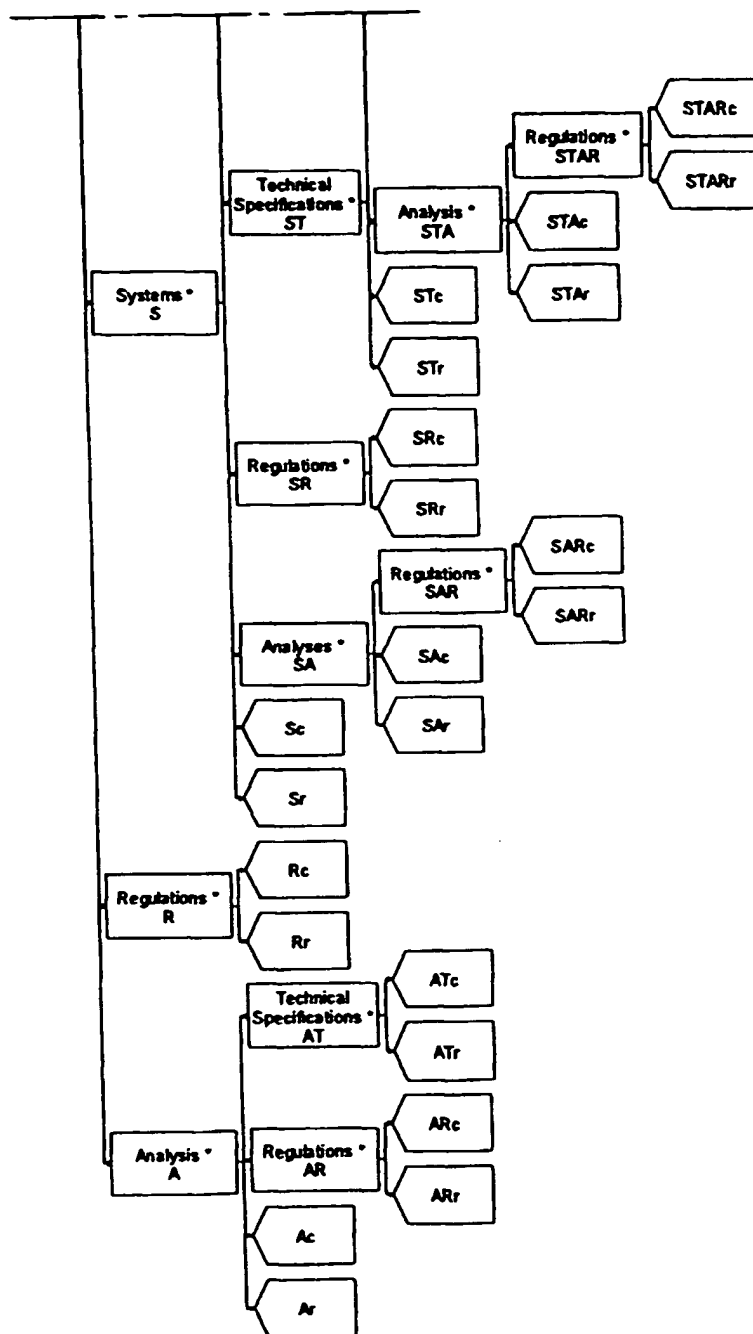 STARc
Regulations *
STAR
STARr
Technical
Specifications *
ST
Analysis *
STA
STAc
STAr
Systems *
S
STc
STr
SRc
Regulations *
SR
SRr
SARc
Regulations *
SAR
SARr
Analyses *
SA
SAc
SAr
Sc
Sr
Rc
Regulations *
R
Rr
ATc
Technical
Specifications *
AT
ATr
ARc
Analysis *
A
Regulations *
AR
ARr
Ac
Ar